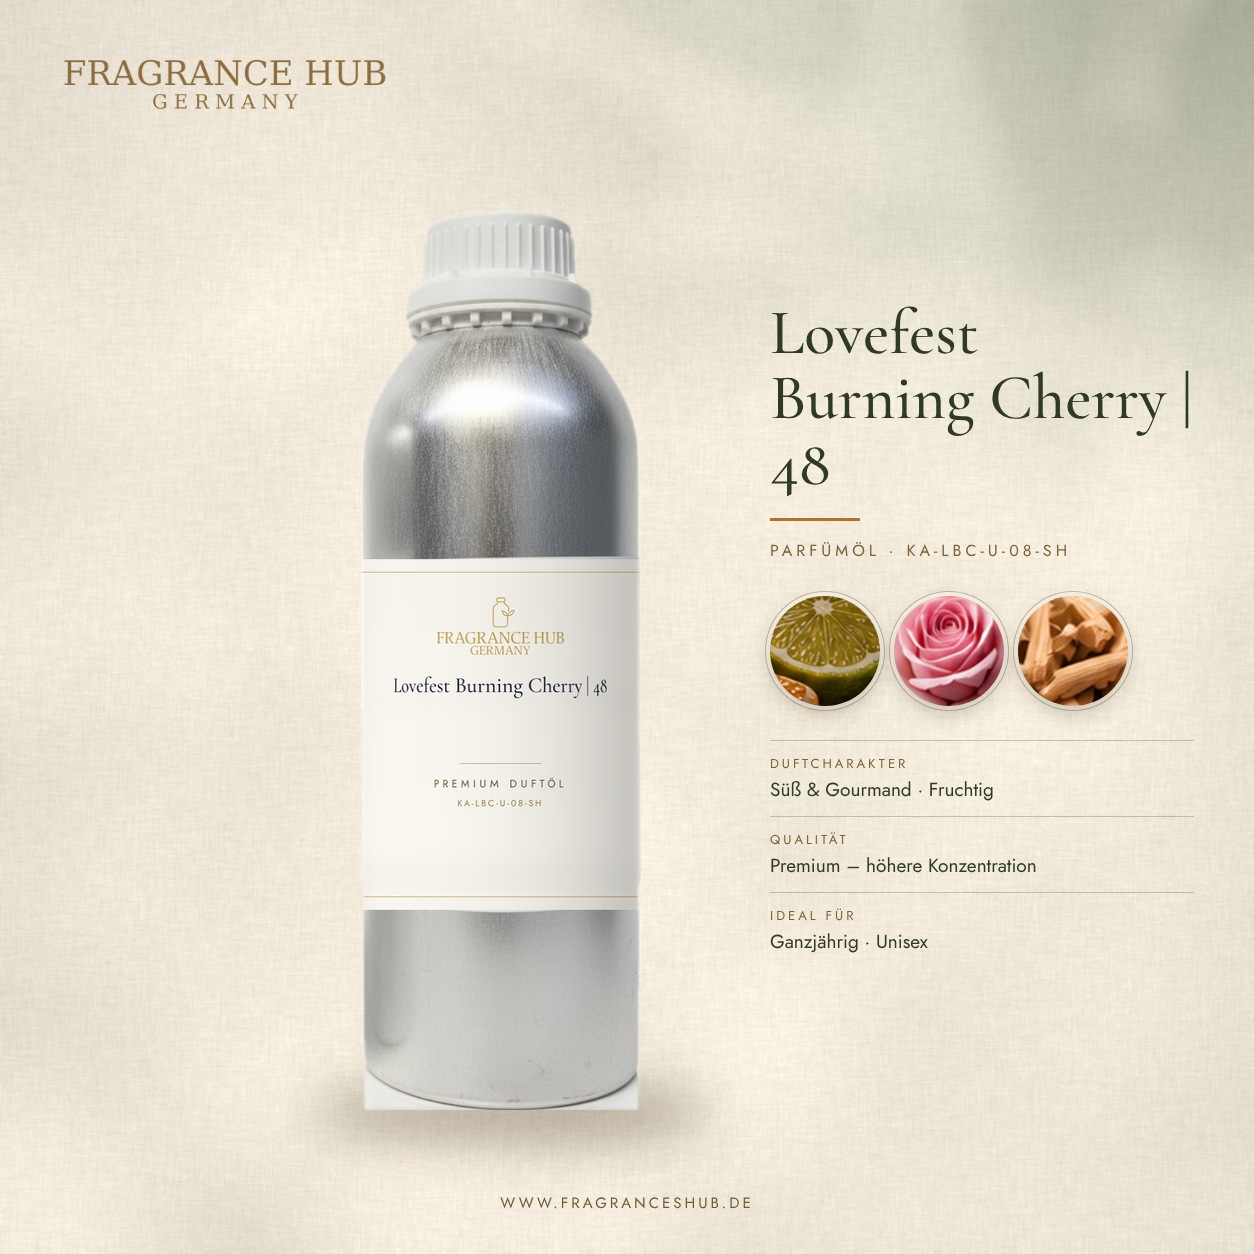 FRAGRANCE HUB
GERMANY
Lovefest
Burning Cherry |
48
PARFÜMÖL · KA-LBC-U-08-SH
DUFTCHARAKTER
Süß & Gourmand · Fruchtig
QUALITÄT
Premium – höhere Konzentration
IDEAL FÜR
Ganzjährig · Unisex
FRAGRANCE HUB
GERMANY
Lovefest Burning Cherry | 48
PREMIUM DUFTÖL
KA-LBC-U-08-SH
WWW.FRAGRANCESHUB.DE